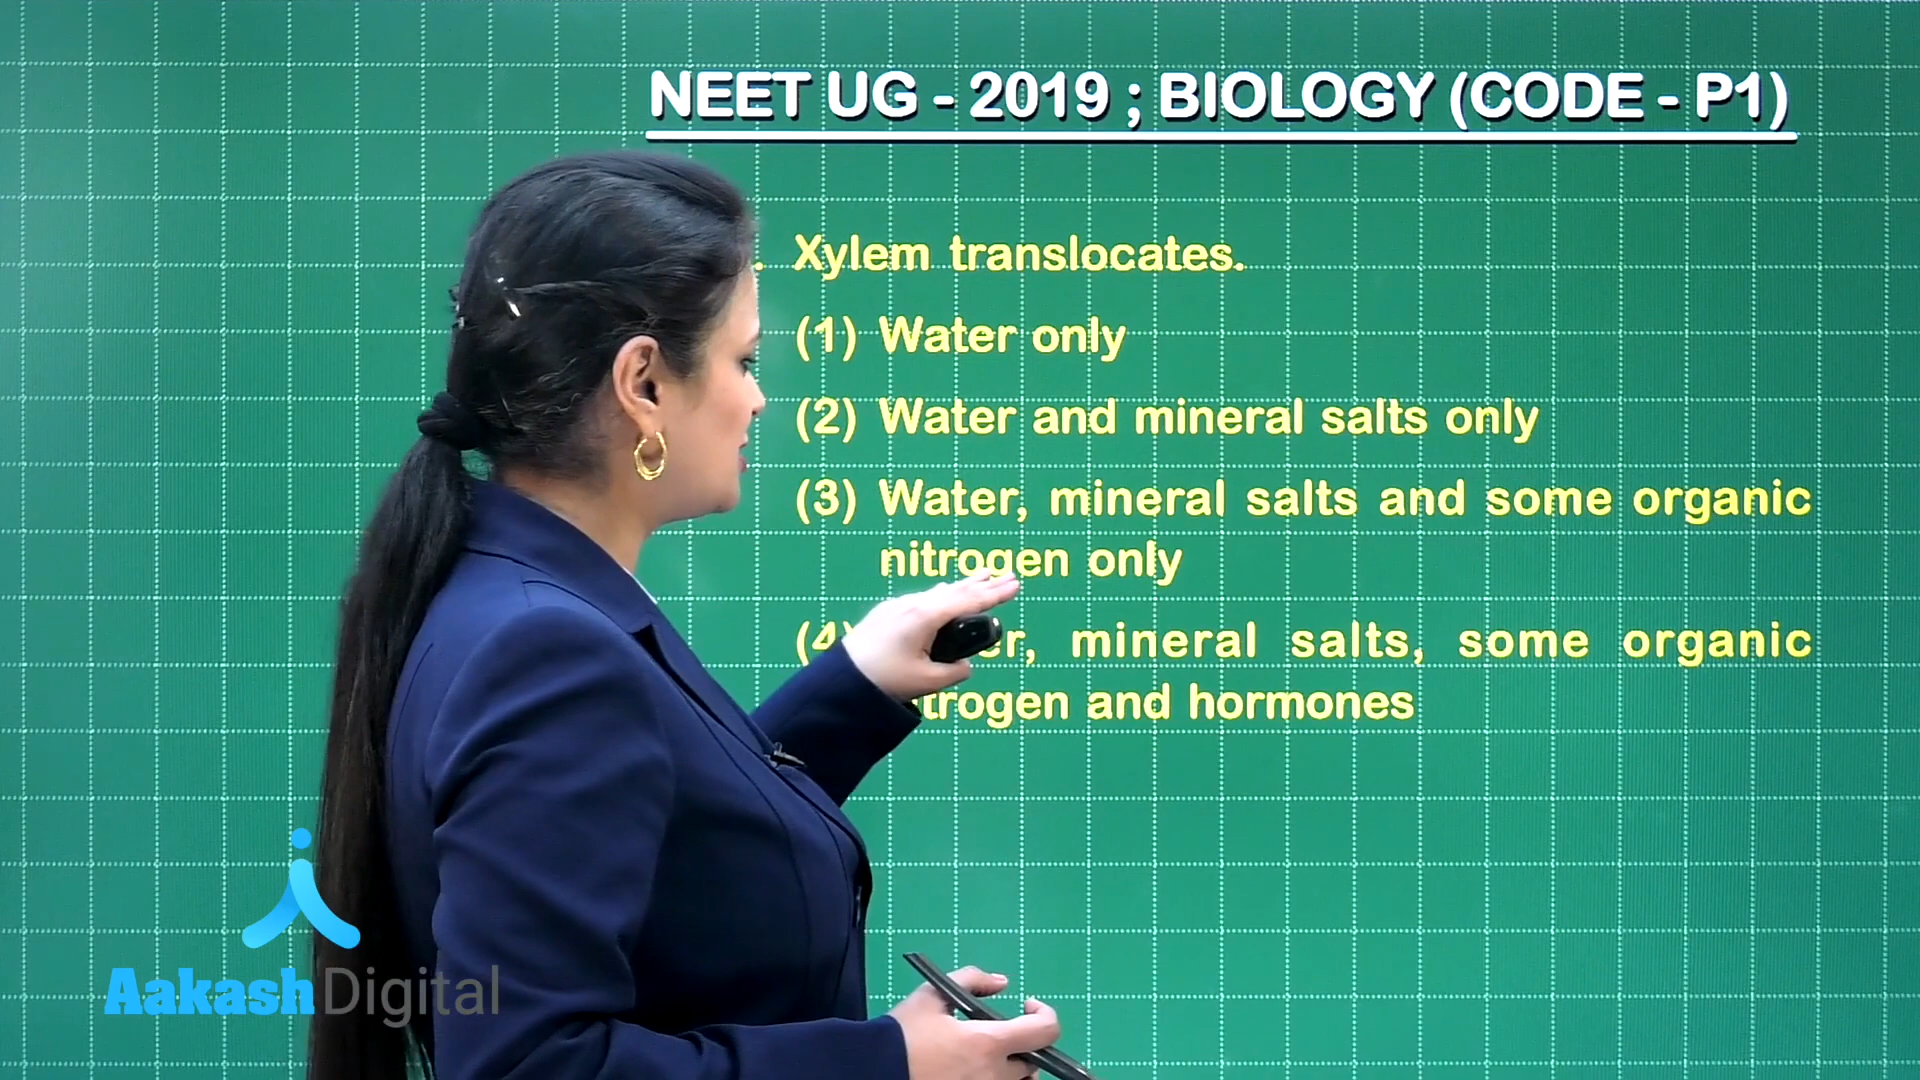 NEET UG - 2019 ; BIOLOGY (CODE - P1)
. Xylem translocates.
(1) Water only
(2) Water and mineral salts only
(3) Water, mineral salts and some organic
nitrogen only
mineral salts, some organic
and hormones
Aakash Digital